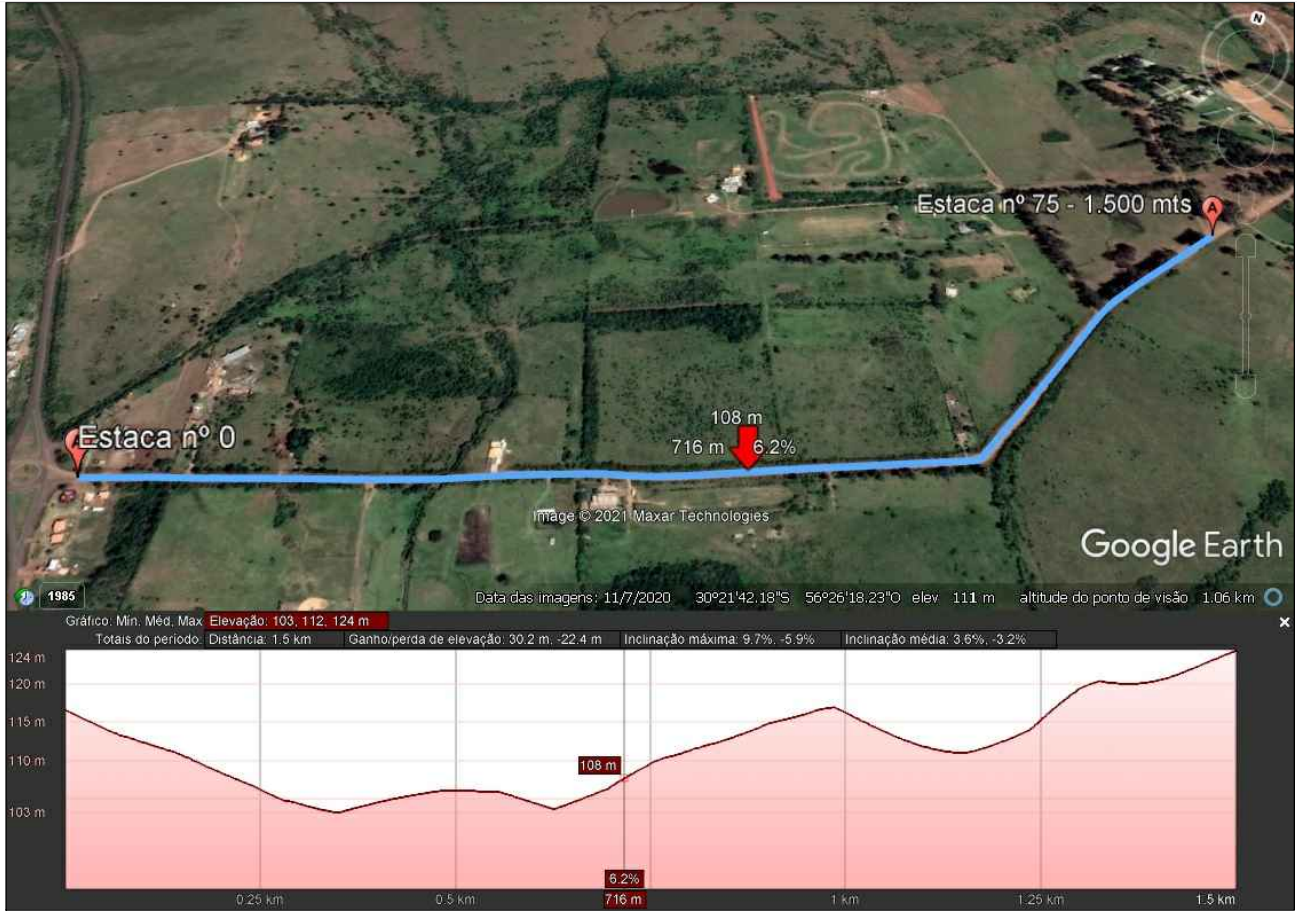 N
Estaca nº 75 - 1.500 mts
A
Estaca nº 0
108 m
716 m 6.2%
Image © 2021 Maxar Technologies
Google Earth
1985
Data das imagens: 11/7/2020 30°21'42.18"S 56°26'18.23"O elev 111 m altitude do ponto de visão 1.06 km
Gráfico: Mín, Méd, Máx Elevação: 103, 112, 124 m
Totais do período: Distância: 1.5 km Ganho/perda de elevação: 30.2 m, -22.4 m Inclinação máxima: 9.7%, -5.9% Inclinação média: 3.6%, -3.2%
124 m
120 m
115 m
110 m
108 m
103 m
6.2%
0.25 km 0.5 km 716 m 1 km 1.25 km 1.5 km